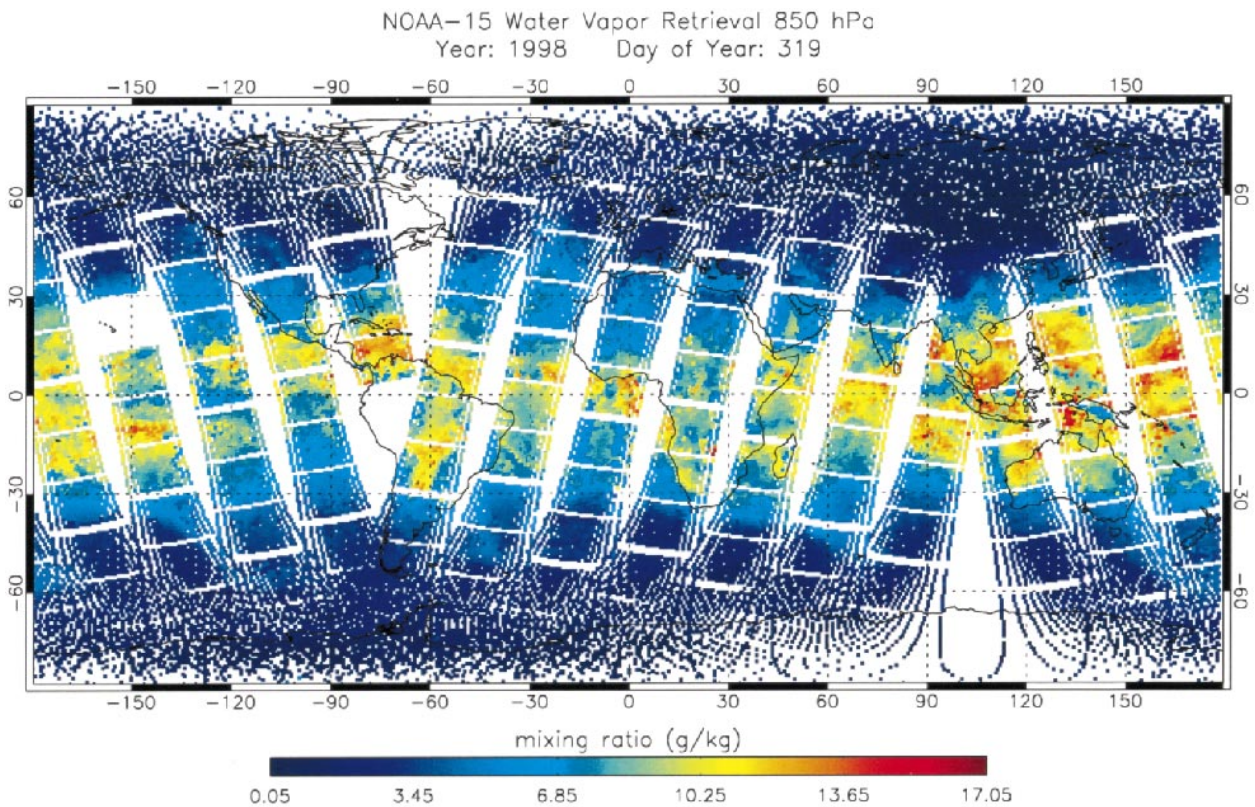 NOAA-15 Water Vapor Retrieval 850 hPa
Year: 1998 Day of Year: 319
-150 -120 -90 -60 -30 0 30 60 90 120 150
60 60
30 30
0 0
-30 -30
-60 -60
-150 -120 -90 -60 -30 0 30 60 90 120 150
mixing ratio (g/kg)
0.05 3.45 6.85 10.25 13.65 17.05